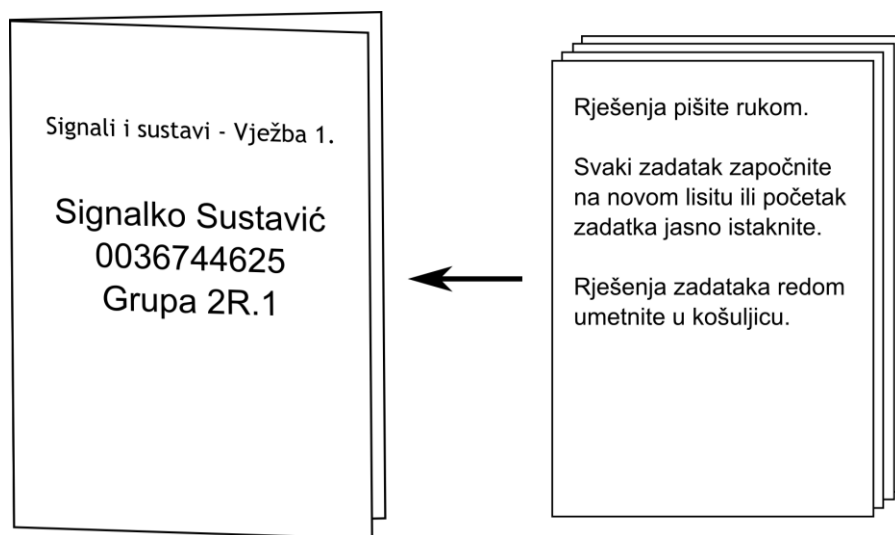 Signali i sustavi - Vježba 1.
Signalko Sustavić
0036744625
Grupa 2R.1
Rješenja pišite rukom.
Svaki zadatak započnite
na novom lisitu ili početak
zadatka jasno istaknite.
Rješenja zadataka redom
umetnite u košuljicu.